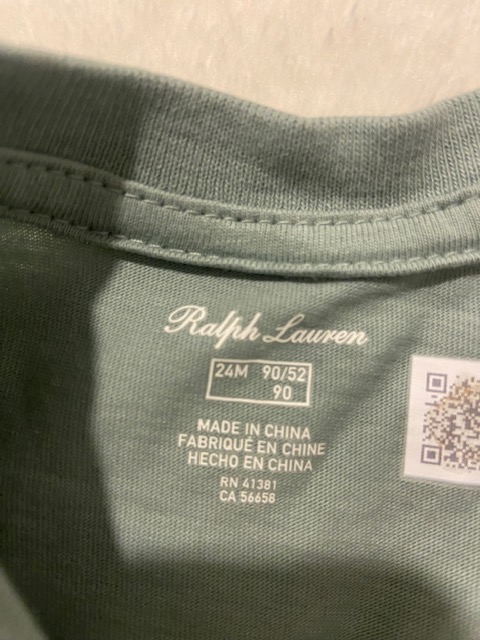 Ralph Lauren
24M 90/52
90
MADE IN CHINA
FABRIQUÉ EN CHINE
HECHO EN CHINA
RN 41381
CA 56658